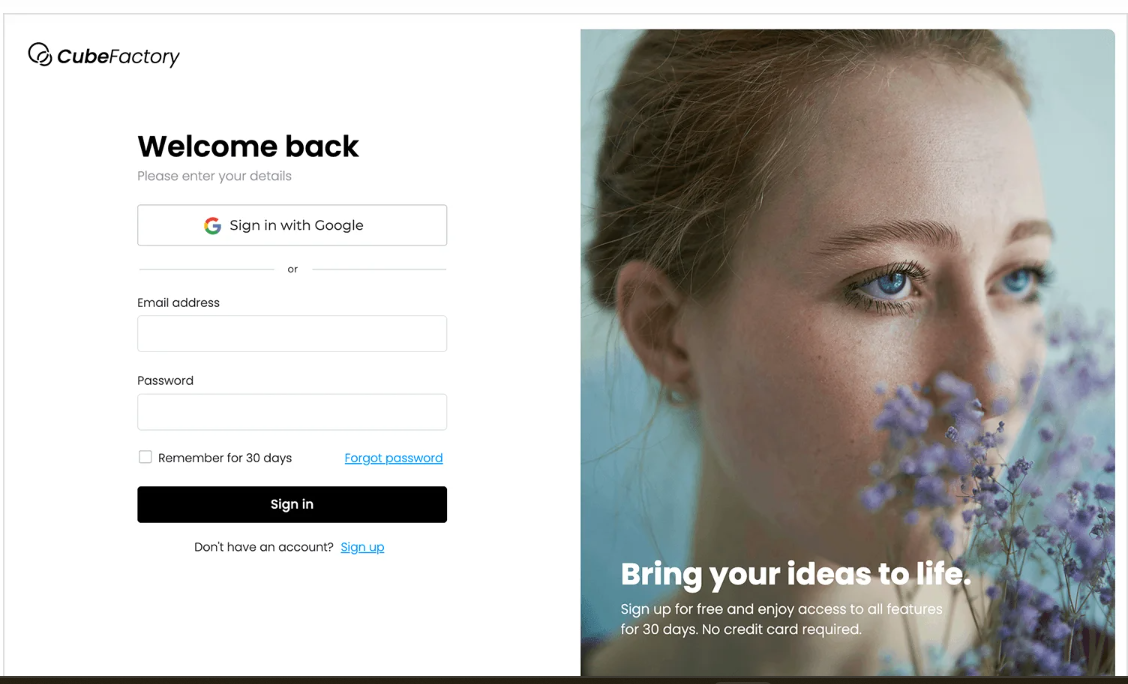 CubeFactory
Welcome back
Please enter your details
Sign in with Google
or
Email address
Password
Remember for 30 days
Forgot password
Sign in
Don't have an account? Sign up
Bring your ideas to life.
Sign up for free and enjoy access to all features
for 30 days. No credit card required.